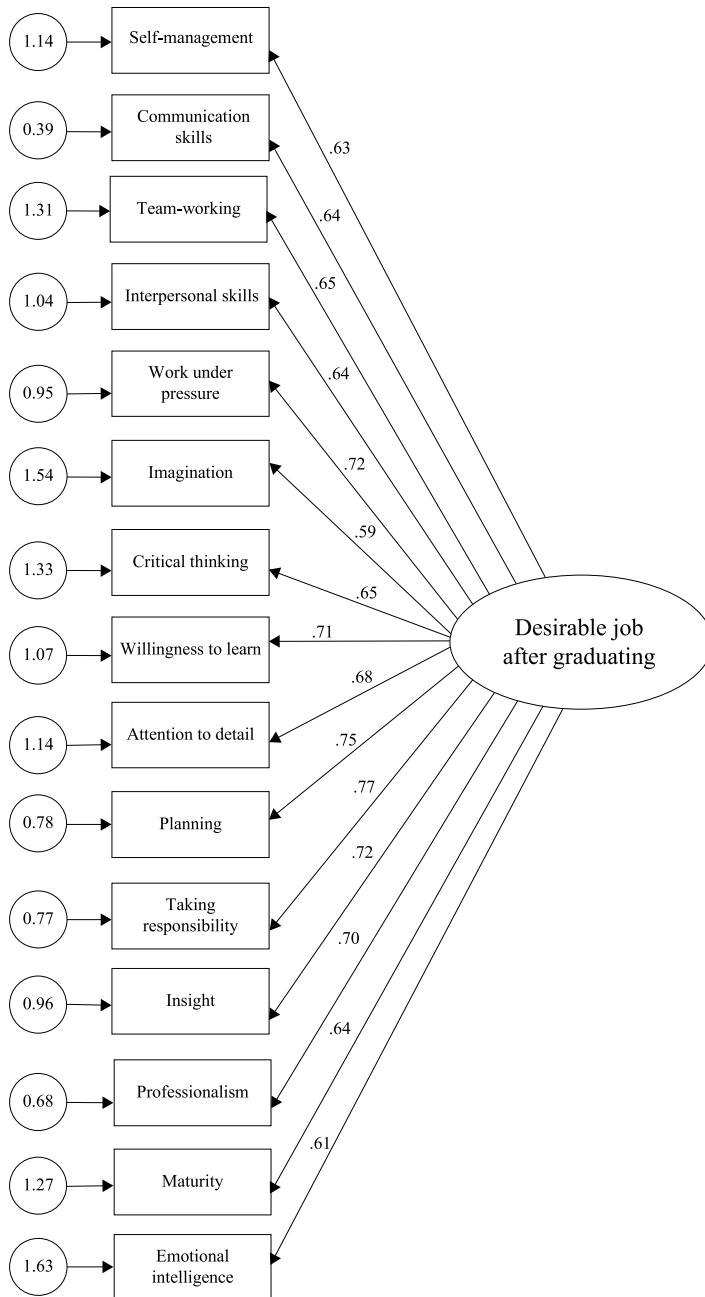 1.14
Self-management
.63
0.39
Communication
skills
.64
1.31
Team-working
.65
1.04
Interpersonal skills
.64
0.95
Work under
pressure
.72
1.54
Imagination
.59
1.33
Critical thinking
.65
1.07
Willingness to learn
.71
Desirable job
after graduating
1.14
Attention to detail
.68
0.78
Planning
.75
0.77
Taking
responsibility
.77
0.96
Insight
.72
0.68
Professionalism
.70
1.27
Maturity
.64
1.63
Emotional
intelligence
.61